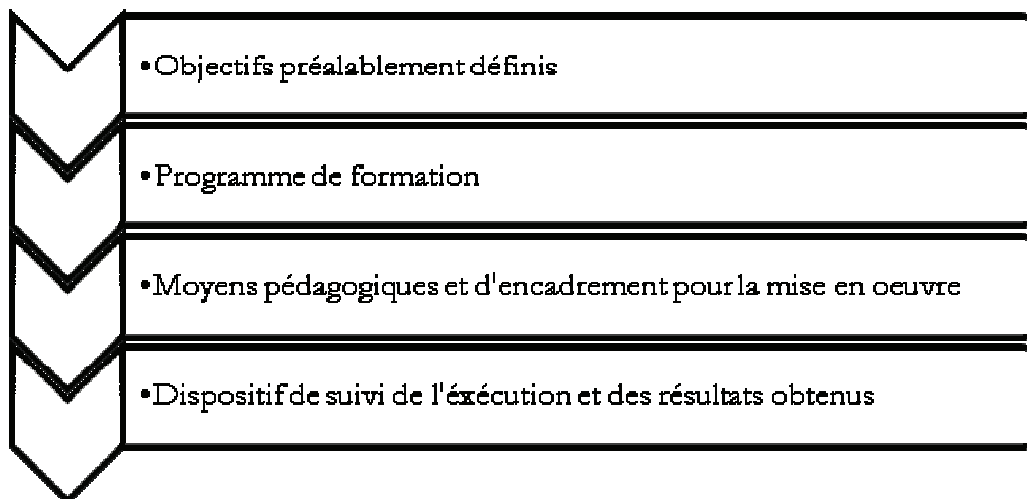 •Objectifs préalablement définis
•Programme de formation
•Moyens pédagogiques et d'encadrement pour la mise en oeuvre
•Dispositif de suivi de l'éxécution et des résultats obtenus